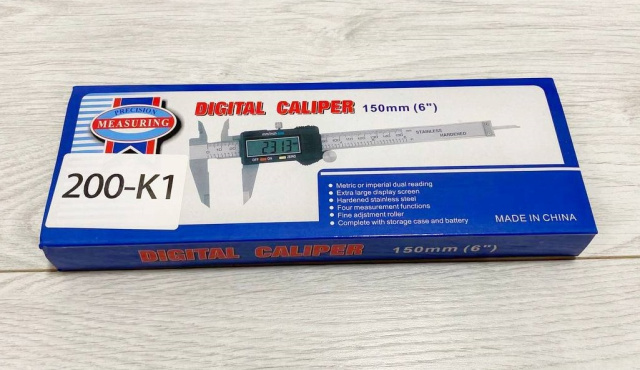 PRECISION
MEASURING
DIGITAL CALIPER 150mm (6")
2313
STAINLESS
HARDENED
200-K1
Metric or imperial dual reading
Extra large display screen
Hardened stainless steel
Four measurement functions
Fine adjstment roller
Complete with storage case and battery
MADE IN CHINA
DIGITAL CALIPER 150mm (6")